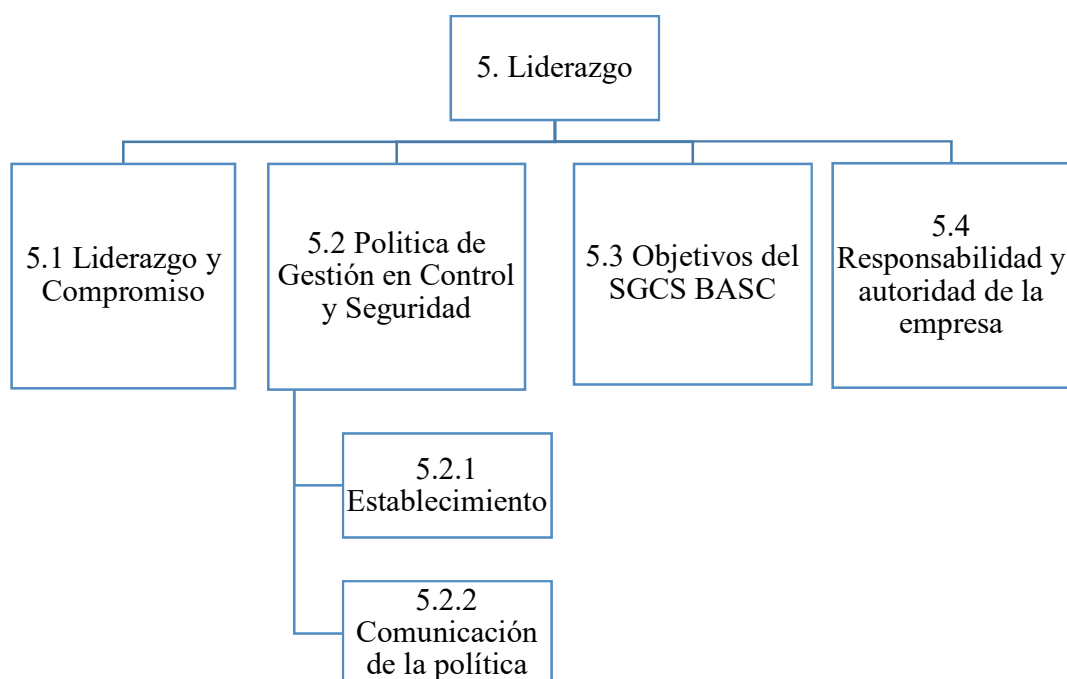 5. Liderazgo
5.1 Liderazgo y
Compromiso
5.2 Politica de
Gestión en Control
y Seguridad
5.3 Objetivos del
SGCS BASC
5.4
Responsabilidad y
autoridad de la
empresa
5.2.1
Establecimiento
5.2.2
Comunicación
de la política